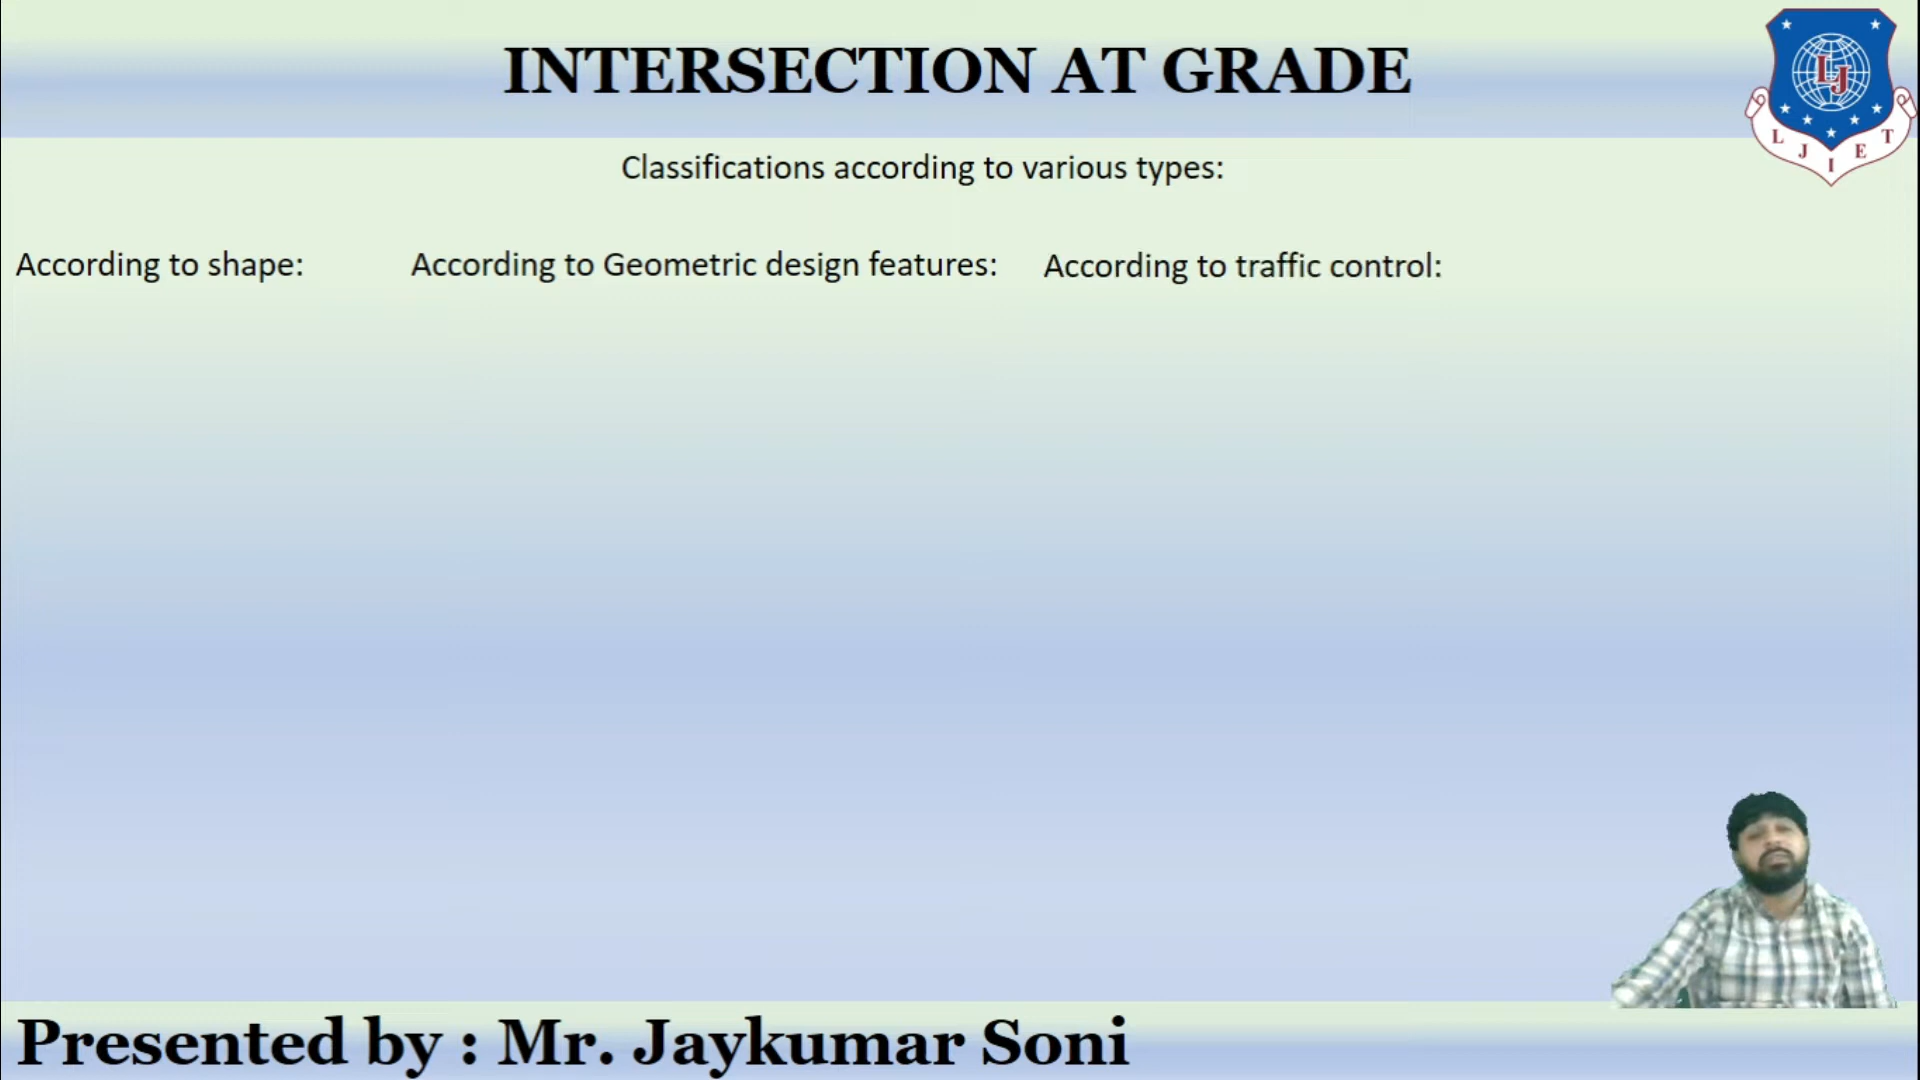 INTERSECTION AT GRADE
LJ
L J I E T
Classifications according to various types:
According to shape:
According to Geometric design features:
According to traffic control:
Presented by : Mr. Jaykumar Soni